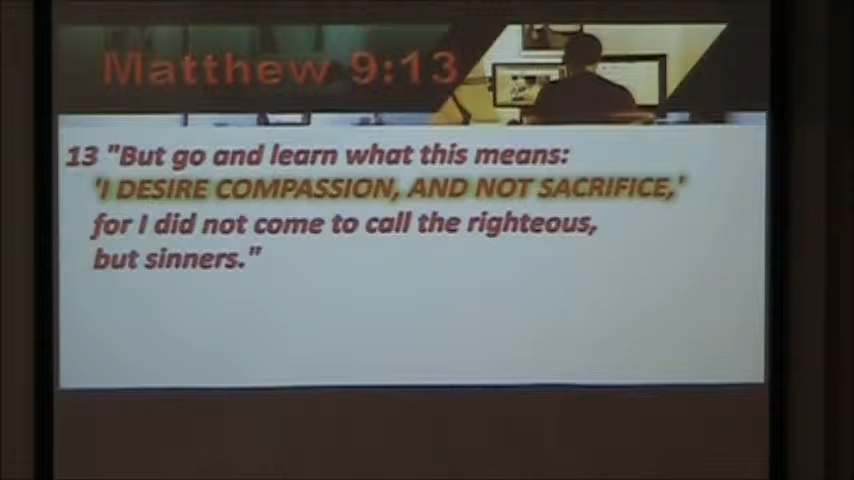 Matthew 9:13
13 "But go and learn what this means:
'I DESIRE COMPASSION, AND NOT SACRIFICE,'
for I did not come to call the righteous,
but sinners."